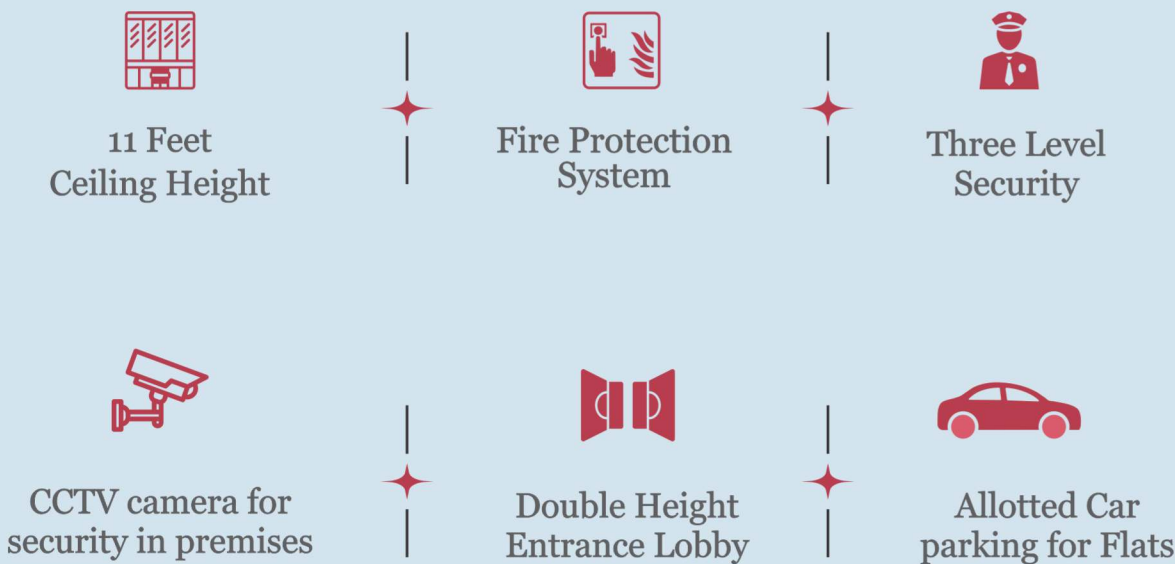 11 Feet
Ceiling Height
Fire Protection
System
Three Level
Security
CCTV camera for
security in premises
Double Height
Entrance Lobby
Allotted Car
parking for Flats